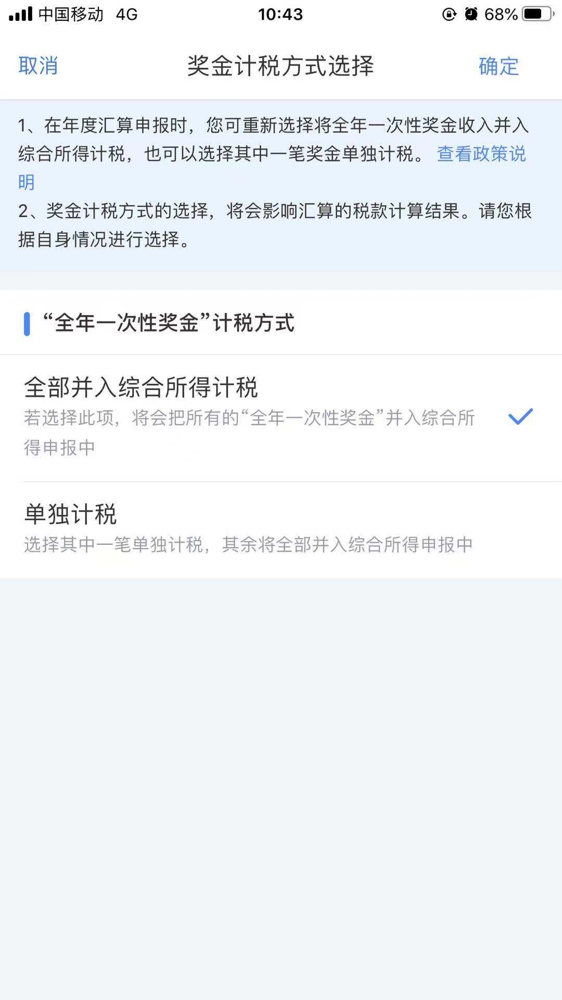 中国移动 4G 10:43 68%
取消 奖金计税方式选择 确定
1、在年度汇算申报时，您可重新选择将全年一次性奖金收入并入
综合所得计税，也可以选择其中一笔奖金单独计税。 查看政策说
明
2、奖金计税方式的选择，将会影响汇算的税款计算结果。请您根
据自身情况进行选择。
“全年一次性奖金”计税方式
全部并入综合所得计税
若选择此项，将会把所有的“全年一次性奖金”并入综合所
得申报中
单独计税
选择其中一笔单独计税，其余将全部并入综合所得申报中